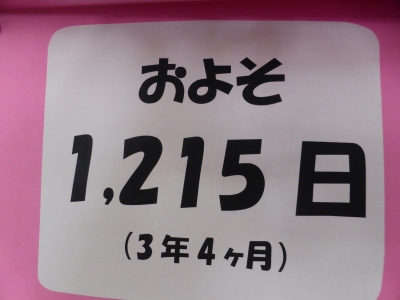 およそ
1,215日
(3年4ヶ月)